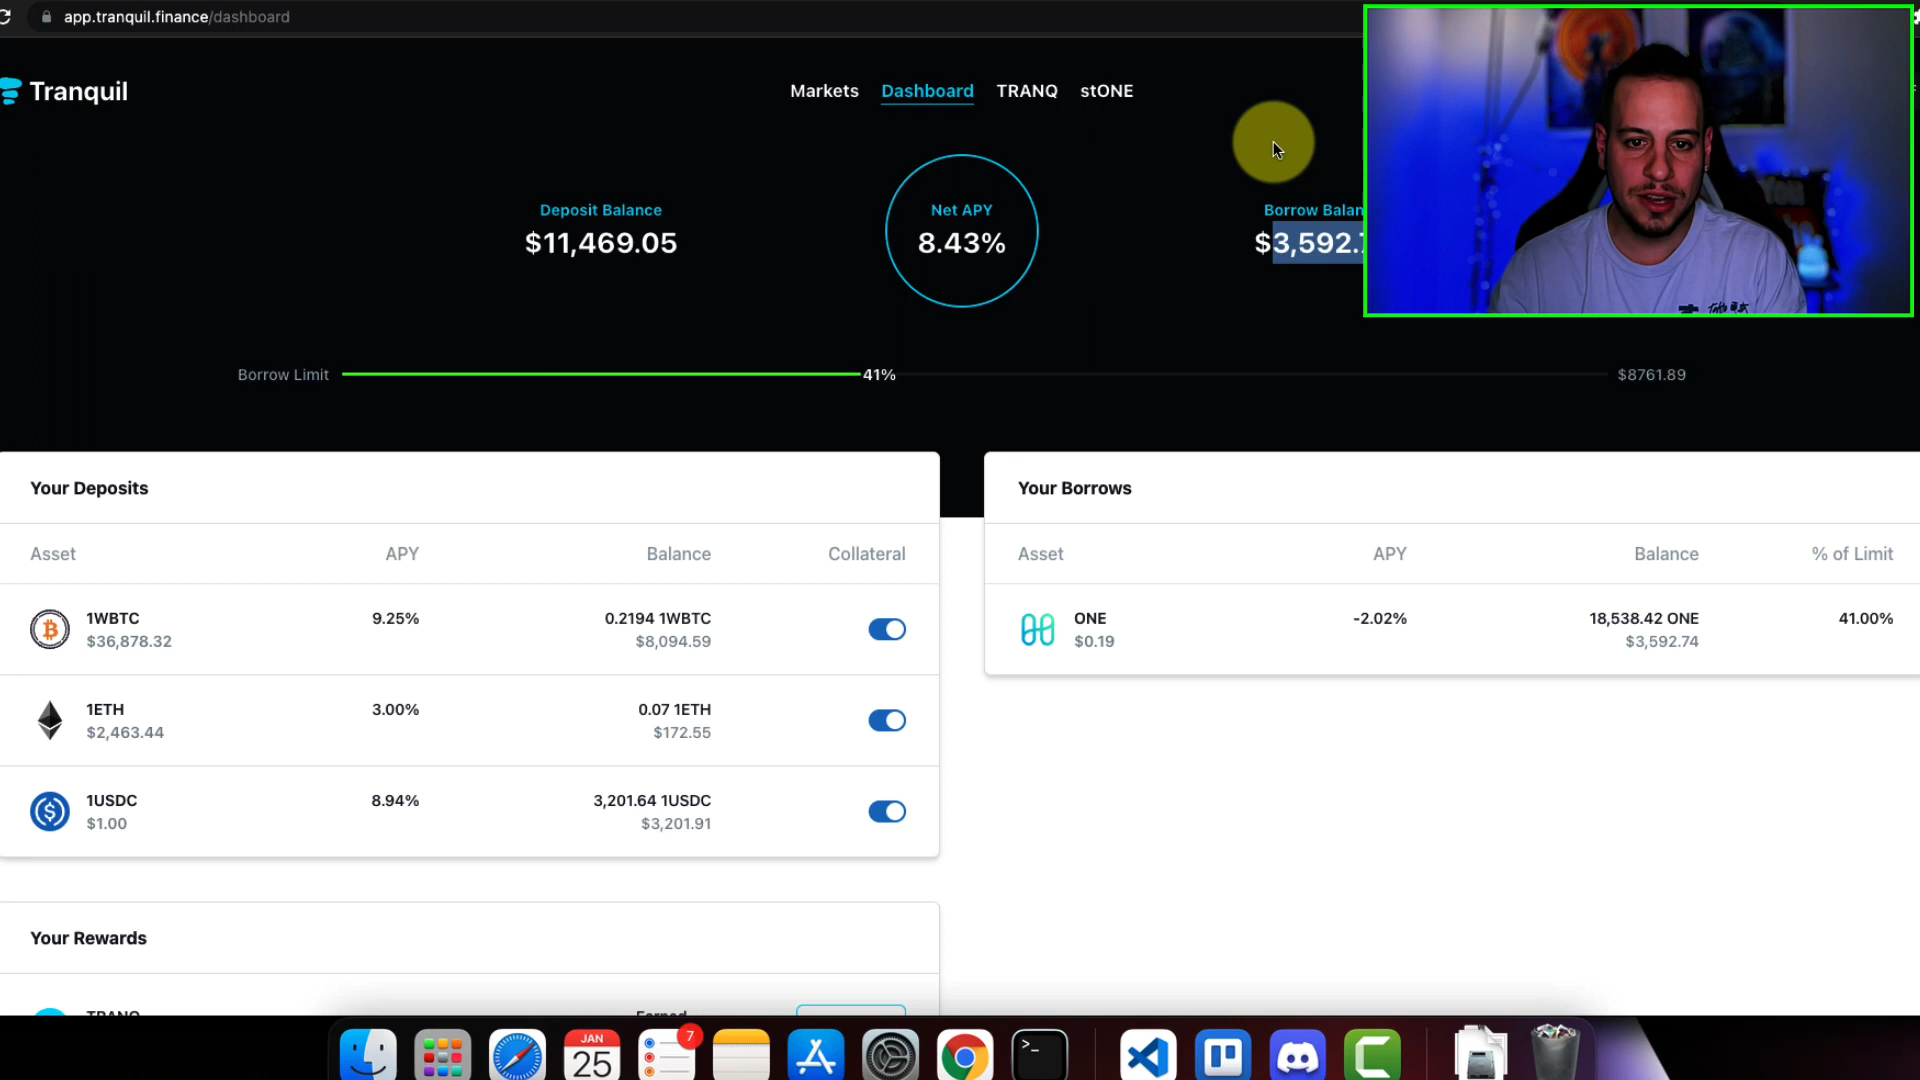 app.tranquil.finance/dashboard
Tranquil
Markets Dashboard TRANQ stONE
Deposit Balance
$11,469.05
Net APY
8.43%
Borrow Balan
$3,592.7
Borrow Limit 41% $8761.89
Your Deposits
Asset APY Balance Collateral
1WBTC 9.25% 0.2194 1WBTC
$36,878.32 $8,094.59
1ETH 3.00% 0.07 1ETH
$2,463.44 $172.55
1USDC 8.94% 3,201.64 1USDC
$1.00 $3,201.91
Your Borrows
Asset APY Balance % of Limit
ONE -2.02% 18,538.42 ONE 41.00%
$0.19 $3,592.74
Your Rewards
TRANQ Earned
JAN
25
7
>_